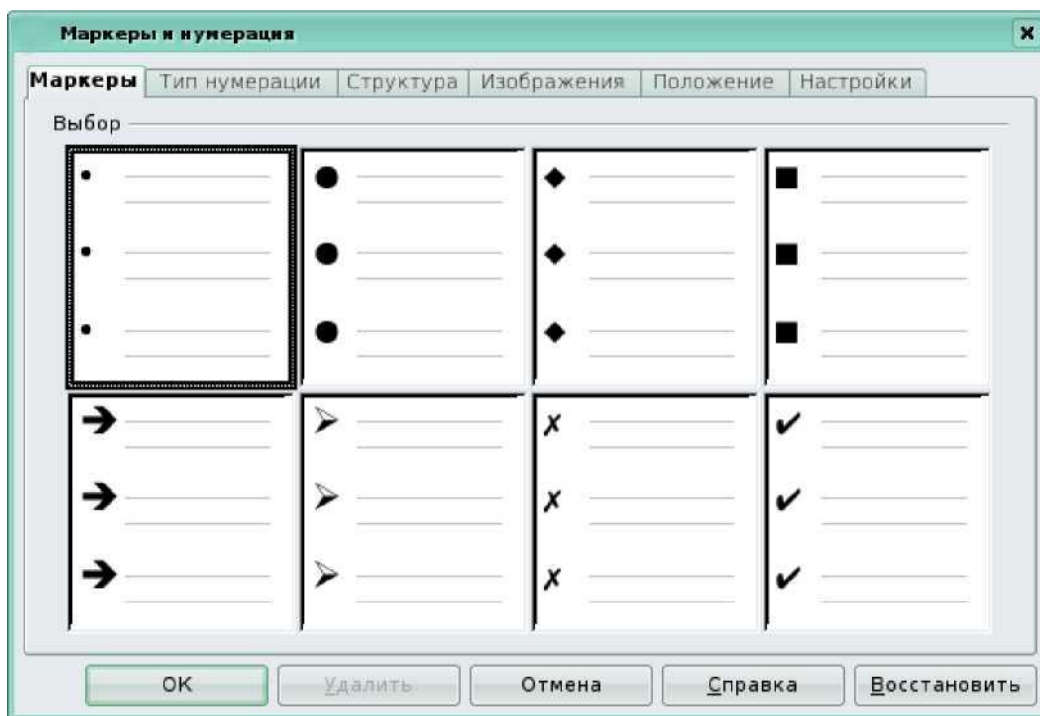 Маркеры и нумерация
Маркеры Тип нумерации Структура Изображения Положение Настройки
Выбор
OK Удалить Отмена Справка Восстановить